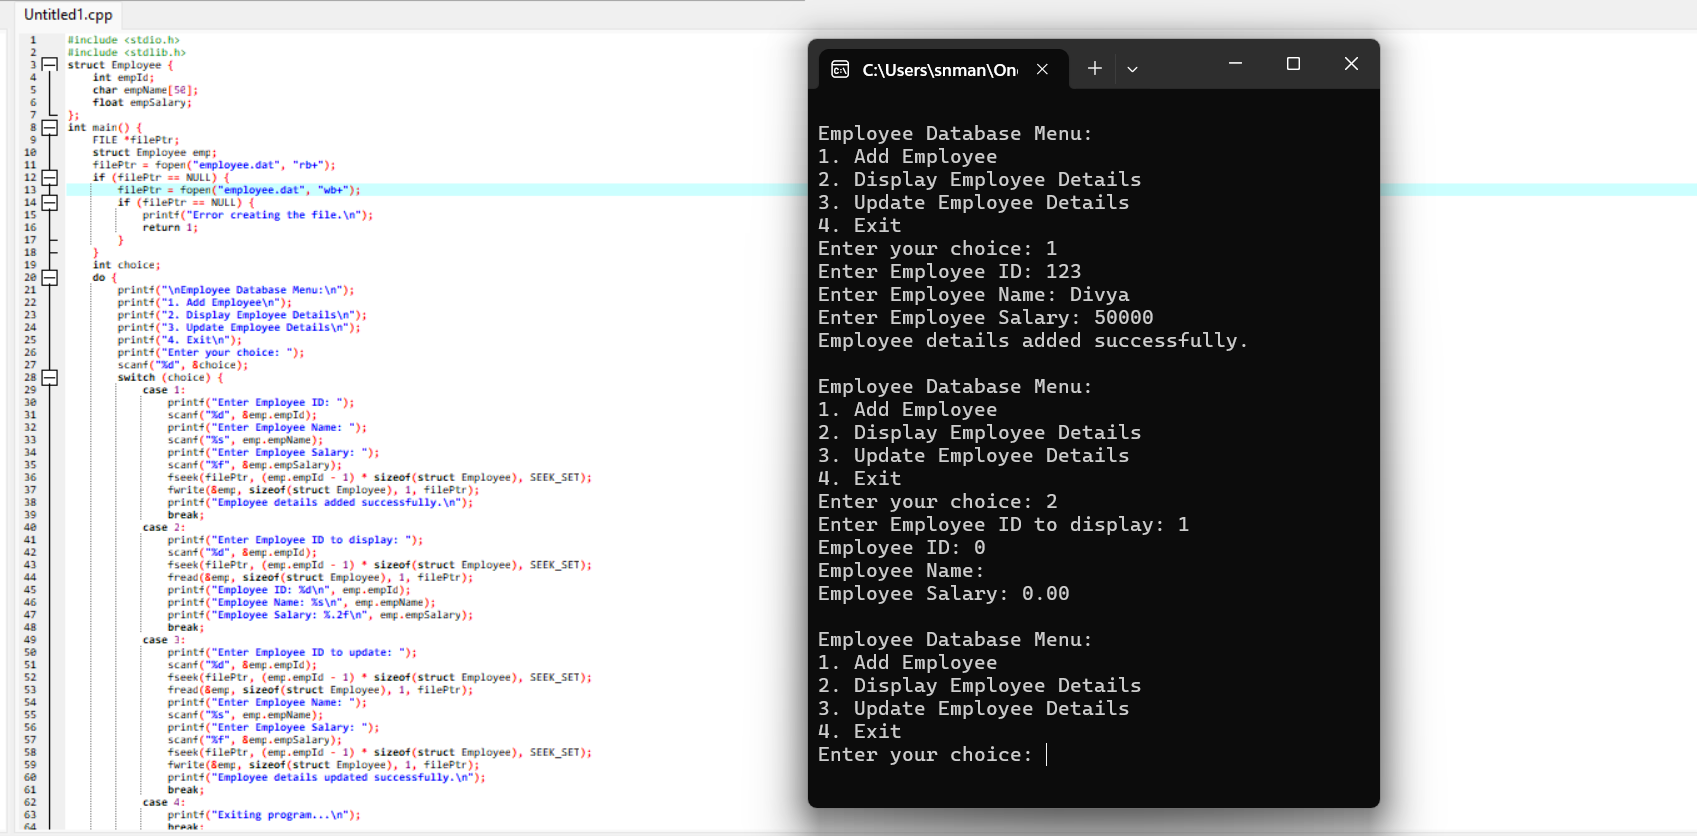 Untitled1.cpp
1 #include <stdio.h>
2 #include <stdlib.h>
3 struct Employee {
4 int empId;
5 char empName[50];
6 float empSalary;
7 };
8 int main() {
9 FILE *filePtr;
10 struct Employee emp;
11 filePtr = fopen("employee.dat", "rb+");
12 if (filePtr == NULL) {
13 filePtr = fopen("employee.dat", "wb+");
14 if (filePtr == NULL) {
15 printf("Error creating the file.\n");
16 return 1;
17 }
18 }
19 int choice;
20 do {
21 printf("\nEmployee Database Menu:\n");
22 printf("1. Add Employee\n");
23 printf("2. Display Employee Details\n");
24 printf("3. Update Employee Details\n");
25 printf("4. Exit\n");
26 printf("Enter your choice: ");
27 scanf("%d", &choice);
28 switch (choice) {
29 case 1:
30 printf("Enter Employee ID: ");
31 scanf("%d", &emp.empId);
32 printf("Enter Employee Name: ");
33 scanf("%s", emp.empName);
34 printf("Enter Employee Salary: ");
35 scanf("%f", &emp.empSalary);
36 fseek(filePtr, (emp.empId - 1) * sizeof(struct Employee), SEEK_SET);
37 fwrite(&emp, sizeof(struct Employee), 1, filePtr);
38 printf("Employee details added successfully.\n");
39 break;
40 case 2:
41 printf("Enter Employee ID to display: ");
42 scanf("%d", &emp.empId);
43 fseek(filePtr, (emp.empId - 1) * sizeof(struct Employee), SEEK_SET);
44 fread(&emp, sizeof(struct Employee), 1, filePtr);
45 printf("Employee ID: %d\n", emp.empId);
46 printf("Employee Name: %s\n", emp.empName);
47 printf("Employee Salary: %.2f\n", emp.empSalary);
48 break;
49 case 3:
50 printf("Enter Employee ID to update: ");
51 scanf("%d", &emp.empId);
52 fseek(filePtr, (emp.empId - 1) * sizeof(struct Employee), SEEK_SET);
53 fread(&emp, sizeof(struct Employee), 1, filePtr);
54 printf("Enter Employee Name: ");
55 scanf("%s", emp.empName);
56 printf("Enter Employee Salary: ");
57 scanf("%f", &emp.empSalary);
58 fseek(filePtr, (emp.empId - 1) * sizeof(struct Employee), SEEK_SET);
59 fwrite(&emp, sizeof(struct Employee), 1, filePtr);
60 printf("Employee details updated successfully.\n");
61 break;
62 case 4:
63 printf("Exiting program...\n");
64 break;
C:\Users\snman\On
Employee Database Menu:
1. Add Employee
2. Display Employee Details
3. Update Employee Details
4. Exit
Enter your choice: 1
Enter Employee ID: 123
Enter Employee Name: Divya
Enter Employee Salary: 50000
Employee details added successfully.
Employee Database Menu:
1. Add Employee
2. Display Employee Details
3. Update Employee Details
4. Exit
Enter your choice: 2
Enter Employee ID to display: 1
Employee ID: 0
Employee Name:
Employee Salary: 0.00
Employee Database Menu:
1. Add Employee
2. Display Employee Details
3. Update Employee Details
4. Exit
Enter your choice: